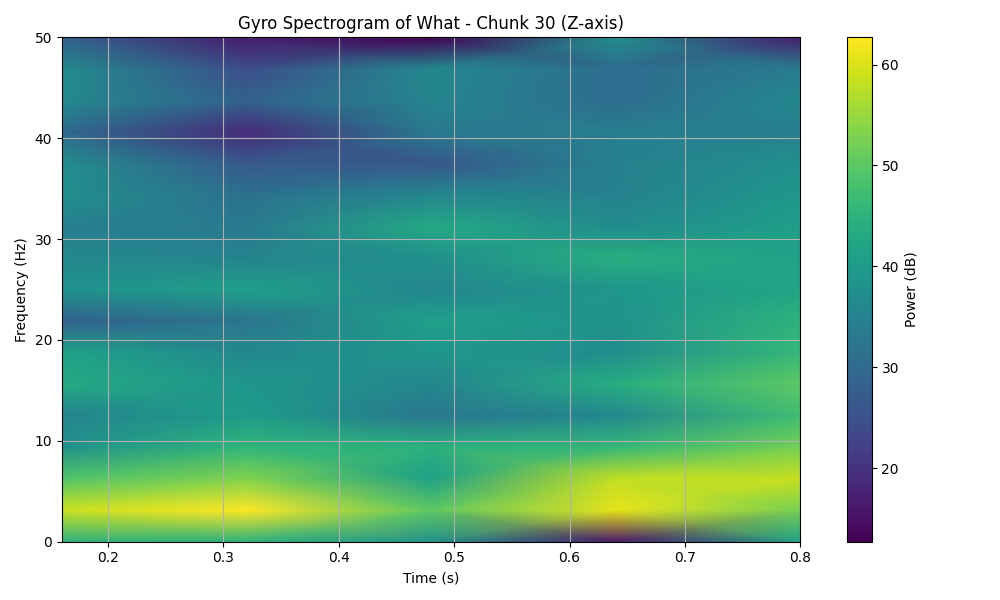 Gyro Spectrogram of What - Chunk 30 (Z-axis)
Frequency (Hz)
50
40
30
20
10
0
0.2 0.3 0.4 0.5 0.6 0.7 0.8
Time (s)
60
50
40
30
20
Power (dB)